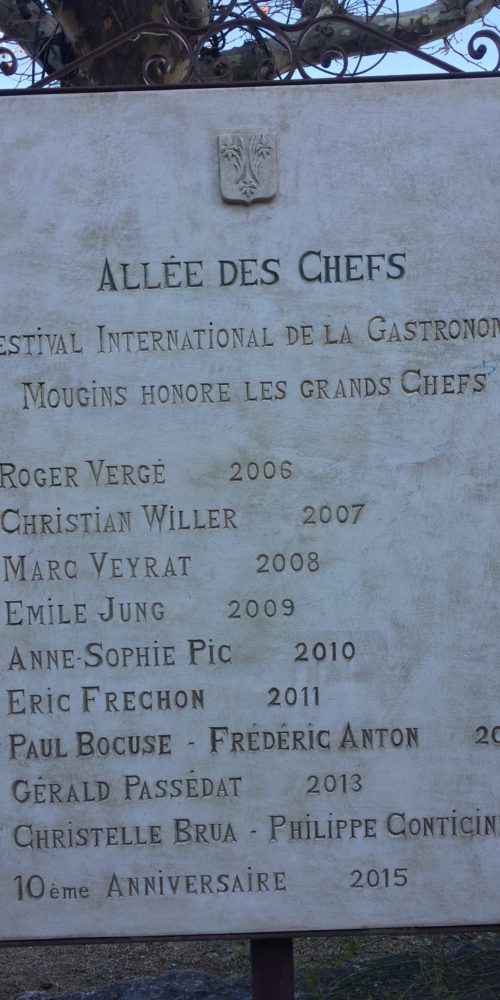 ALLÉE DES CHEFS
ESTIVAL INTERNATIONAL DE LA GASTRONOM
MOUGINS HONORE LES GRANDS CHEFS
ROGER VERGÉ 2006
CHRISTIAN WILLER 2007
MARC VEYRAT 2008
EMILE JUNG 2009
ANNE-SOPHIE PIC 2010
ERIC FRECHON 2011
PAUL BOCUSE - FRÉDÉRIC ANTON 20
GÉRALD PASSÉDAT 2013
CHRISTELLE BRUA - PHILIPPE CONTICIN
10ème ANNIVERSAIRE 2015